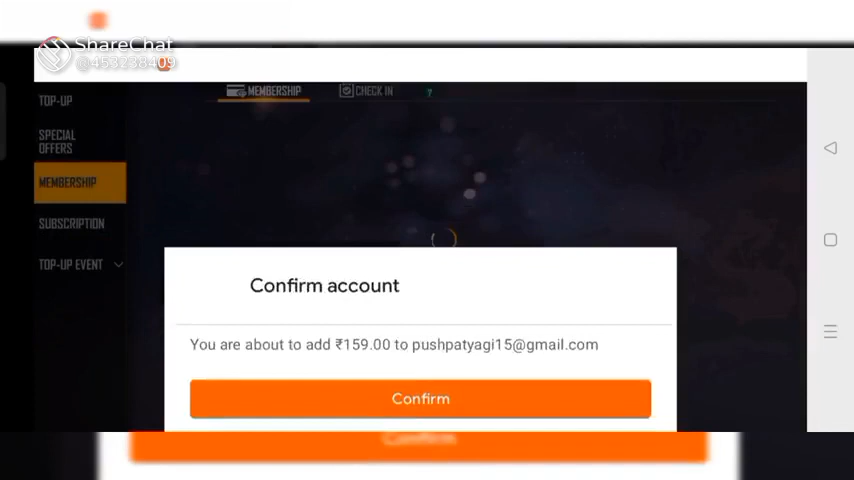 ShareChat
@453238409
TOP-UP
SPECIAL
OFFERS
MEMBERSHIP
SUBSCRIPTION
TOP-UP EVENT
MEMBERSHIP
CHECK IN
?
Confirm account
You are about to add ₹159.00 to pushpatyagi15@gmail.com
Confirm
Confirm